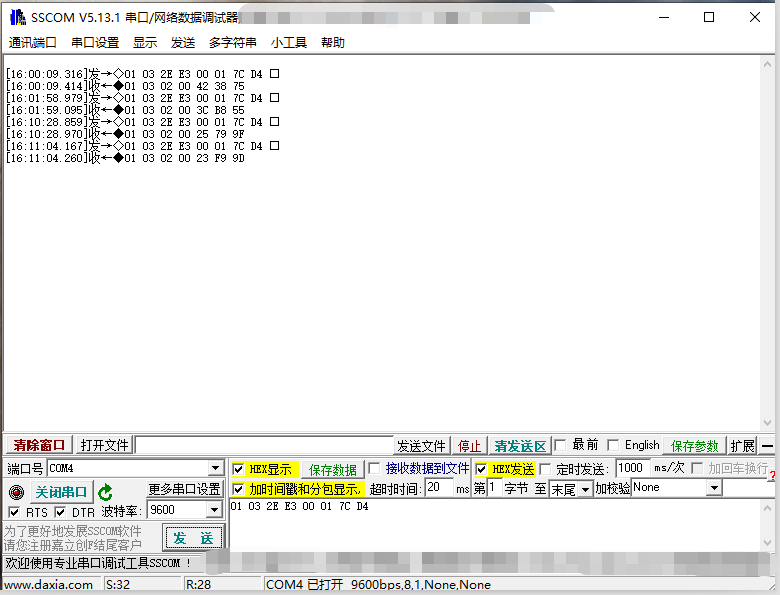 SSCOM V5.13.1 串口/网络数据调试器,
通讯端口 串口设置 显示 发送 多字符串 小工具 帮助
[16:00:09.316]发→◇01 03 2E E3 00 01 7C D4 □
[16:00:09.414]收←◆01 03 02 00 42 38 75
[16:01:58.979]发→◇01 03 2E E3 00 01 7C D4 □
[16:01:59.095]收←◆01 03 02 00 3C B8 55
[16:10:28.859]发→◇01 03 2E E3 00 01 7C D4 □
[16:10:28.970]收←◆01 03 02 00 25 79 9F
[16:11:04.167]发→◇01 03 2E E3 00 01 7C D4 □
[16:11:04.260]收←◆01 03 02 00 23 F9 9D
清除窗口 打开文件 发送文件 停止 清发送区 最前 English 保存参数 扩展 —
端口号 COM4 HEX显示 保存数据 接收数据到文件 HEX发送 定时发送: 1000 ms/次 加回车换行
关闭串口 更多串口设置 加时间戳和分包显示, 超时时间: 20 ms 第 1 字节 至 末尾 加校验 None
RTS DTR 波特率: 9600 01 03 2E E3 00 01 7C D4
为了更好地发展SSCOM软件
请您注册嘉立创F结尾客户
发 送
欢迎使用专业串口调试工具SSCOM !
www.daxia.com S:32 R:28 COM4 已打开 9600bps,8,1,None,None